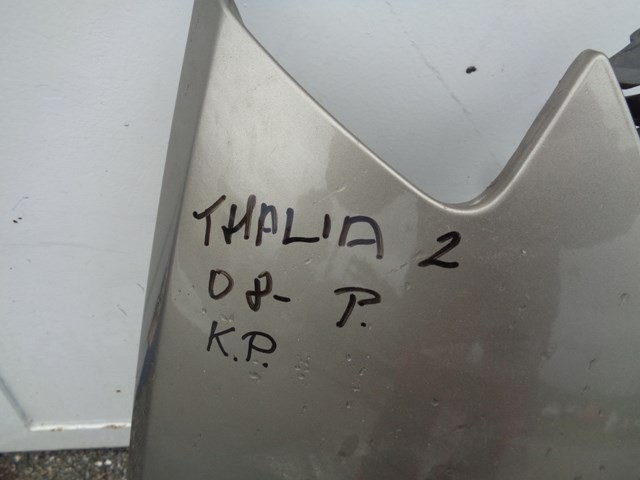 THALIA 2
08- P.
K.P.